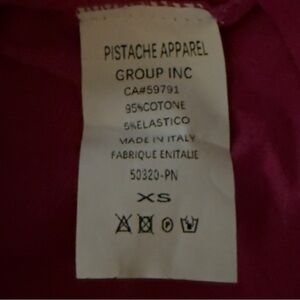 PISTACHE APPAREL
GROUP INC
CA#59791
95%COTONE
5%ELASTICO
MADE IN ITALY
FABRIQUE ENITALIE
50320-PN
XS